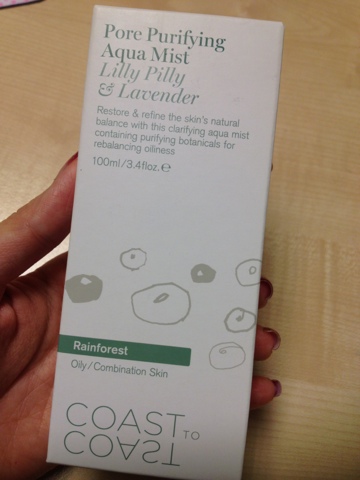 Pore Purifying
Aqua Mist
Lilly Pilly
& Lavender
Restore & refine the skin's natural
balance with this clarifying aqua mist
containing purifying botanicals for
rebalancing oiliness
100ml/3.4floz.℮
Rainforest
Oily/Combination Skin
COAST TO
COAST